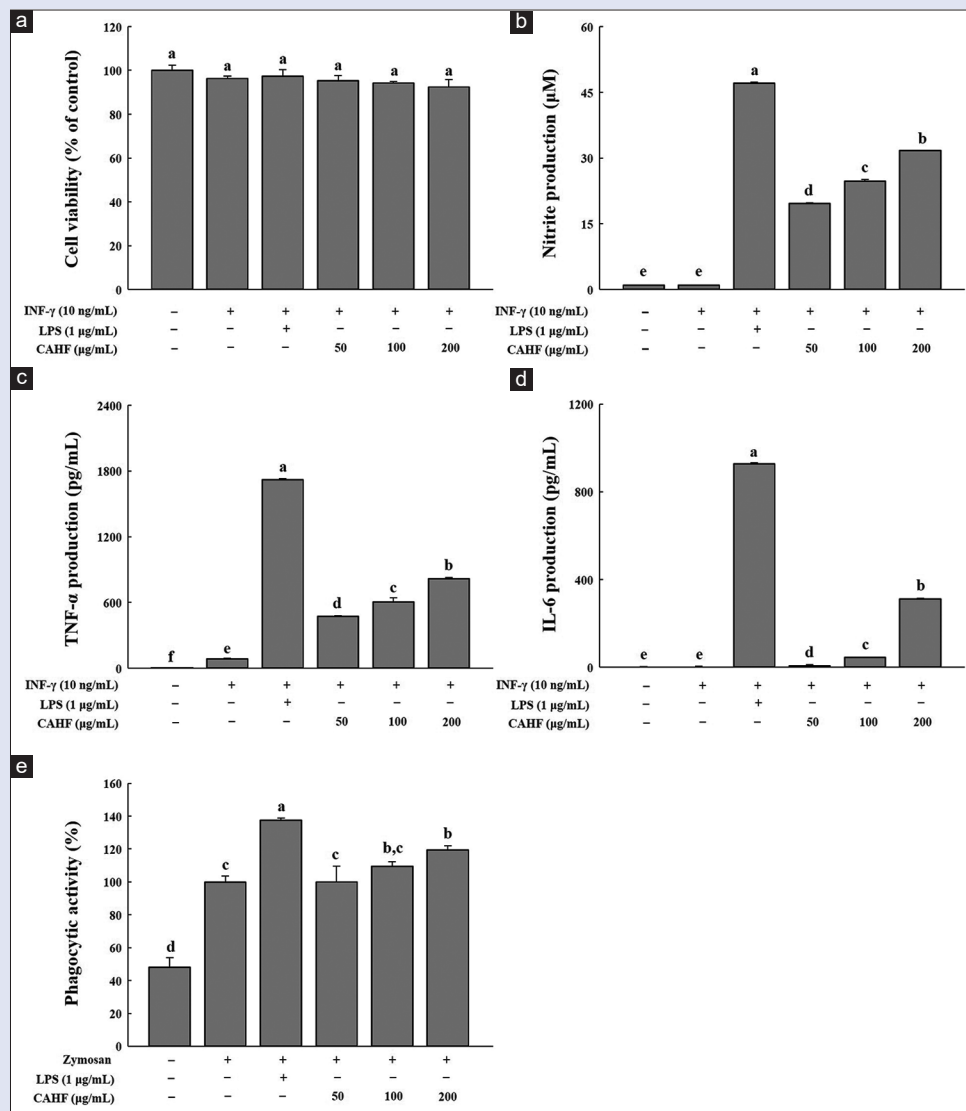 a
Cell viability (% of control)
120
100
80
60
40
20
0
a a a a a a
INF-γ (10 ng/mL) – + + + + +
LPS (1 µg/mL) – – + – – –
CAHF (µg/mL) – – – 50 100 200
b
Nitrite production (µM)
60
45
30
15
0
e e a d c b
INF-γ (10 ng/mL) – + + + + +
LPS (1 µg/mL) – – + – – –
CAHF (µg/mL) – – – 50 100 200
c
TNF-α production (pg/mL)
2400
1800
1200
600
0
f e a d c b
INF-γ (10 ng/mL) – + + + + +
LPS (1 µg/mL) – – + – – –
CAHF (µg/mL) – – – 50 100 200
d
IL-6 production (pg/mL)
1200
800
400
0
e e a d c b
INF-γ (10 ng/mL) – + + + + +
LPS (1 µg/mL) – – + – – –
CAHF (µg/mL) – – – 50 100 200
e
Phagocytic activity (%)
160
140
120
100
80
60
40
20
0
d c a c b,c b
Zymosan – + + + + +
LPS (1 µg/mL) – – + – – –
CAHF (µg/mL) – – – 50 100 200